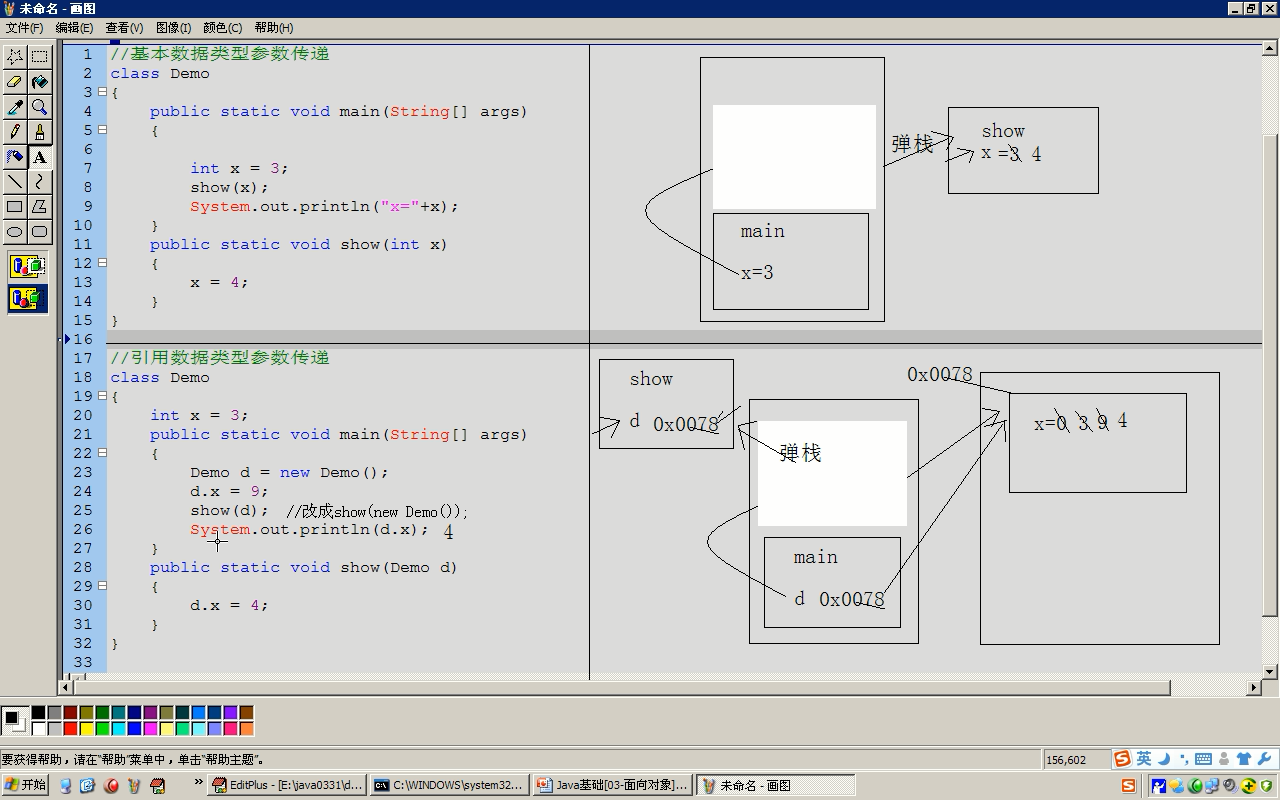 未命名 - 画图
文件(F) 编辑(E) 查看(V) 图像(I) 颜色(C) 帮助(H)
1 //基本数据类型参数传递
2 class Demo
3 {
4 public static void main(String[] args)
5 {
6
7 int x = 3;
8 show(x);
9 System.out.println("x="+x);
10 }
11 public static void show(int x)
12 {
13 x = 4;
14 }
15 }
16
17 //引用数据类型参数传递
18 class Demo
19 {
20 int x = 3;
21 public static void main(String[] args)
22 {
23 Demo d = new Demo();
24 d.x = 9;
25 show(d); //改成show(new Demo());
26 System.out.println(d.x); 4
27 }
28 public static void show(Demo d)
29 {
30 d.x = 4;
31 }
32 }
33
弹栈
show
x =3 4
main
x=3
show
d 0x0078
弹栈
main
d 0x0078
0x0078
x=0 3 9 4
A
要获得帮助，请在“帮助”菜单中，单击“帮助主题”。
156,602
英
开始
EditPlus - [E:\java0331\d...
C:\WINDOWS\system32...
Java基础[03-面向对象]...
未命名 - 画图